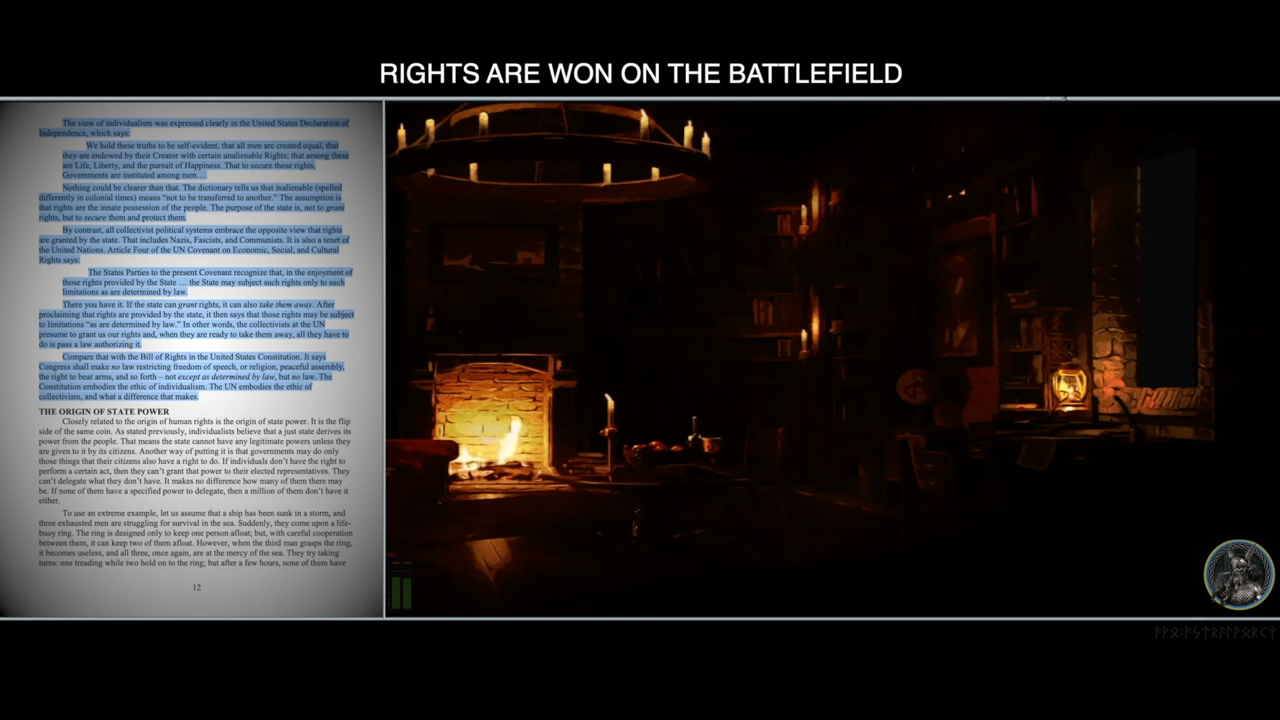 RIGHTS ARE WON ON THE BATTLEFIELD
The view of individualism was expressed clearly in the United States Declaration of
Independence, which says:
We hold these truths to be self-evident, that all men are created equal, that
they are endowed by their Creator with certain unalienable Rights; that among these
are Life, Liberty, and the pursuit of Happiness. That to secure these rights,
Governments are instituted among men….
Nothing could be clearer than that. The dictionary tells us that inalienable (spelled
differently in colonial times) means “not to be transferred to another.” The assumption is
that rights are the innate possession of the people. The purpose of the state is, not to grant
rights, but to secure them and protect them.
By contrast, all collectivist political systems embrace the opposite view that rights
are granted by the state. That includes Nazis, Fascists, and Communists. It is also a tenet of
the United Nations. Article Four of the UN Covenant on Economic, Social, and Cultural
Rights says:
The States Parties to the present Covenant recognize that, in the enjoyment of
those rights provided by the State … the State may subject such rights only to such
limitations as are determined by law.
There you have it. If the state can grant rights, it can also take them away. After
proclaiming that rights are provided by the state, it then says that those rights may be subject
to limitations “as are determined by law.” In other words, the collectivists at the UN
presume to grant us our rights and, when they are ready to take them away, all they have to
do is pass a law authorizing it.
Compare that with the Bill of Rights in the United States Constitution. It says
Congress shall make no law restricting freedom of speech, or religion, peaceful assembly,
the right to bear arms, and so forth – not except as determined by law, but no law. The
Constitution embodies the ethic of individualism. The UN embodies the ethic of
collectivism, and what a difference that makes.
THE ORIGIN OF STATE POWER
Closely related to the origin of human rights is the origin of state power. It is the flip
side of the same coin. As stated previously, individualists believe that a just state derives its
power from the people. That means the state cannot have any legitimate powers unless they
are given to it by its citizens. Another way of putting it is that governments may do only
those things that their citizens also have a right to do. If individuals don’t have the right to
perform a certain act, then they can’t grant that power to their elected representatives. They
can’t delegate what they don’t have. It makes no difference how many of them there may
be. If none of them have a specified power to delegate, then a million of them don’t have it
either.
To use an extreme example, let us assume that a ship has been sunk in a storm, and
three exhausted men are struggling for survival in the sea. Suddenly, they come upon a life-
buoy ring. The ring is designed only to keep one person afloat; but, with careful cooperation
between them, it can keep two of them afloat. However, when the third man grasps the ring,
it becomes useless, and all three, once again, are at the mercy of the sea. They try taking
turns: one treading while two hold on to the ring; but after a few hours, none of them have
12